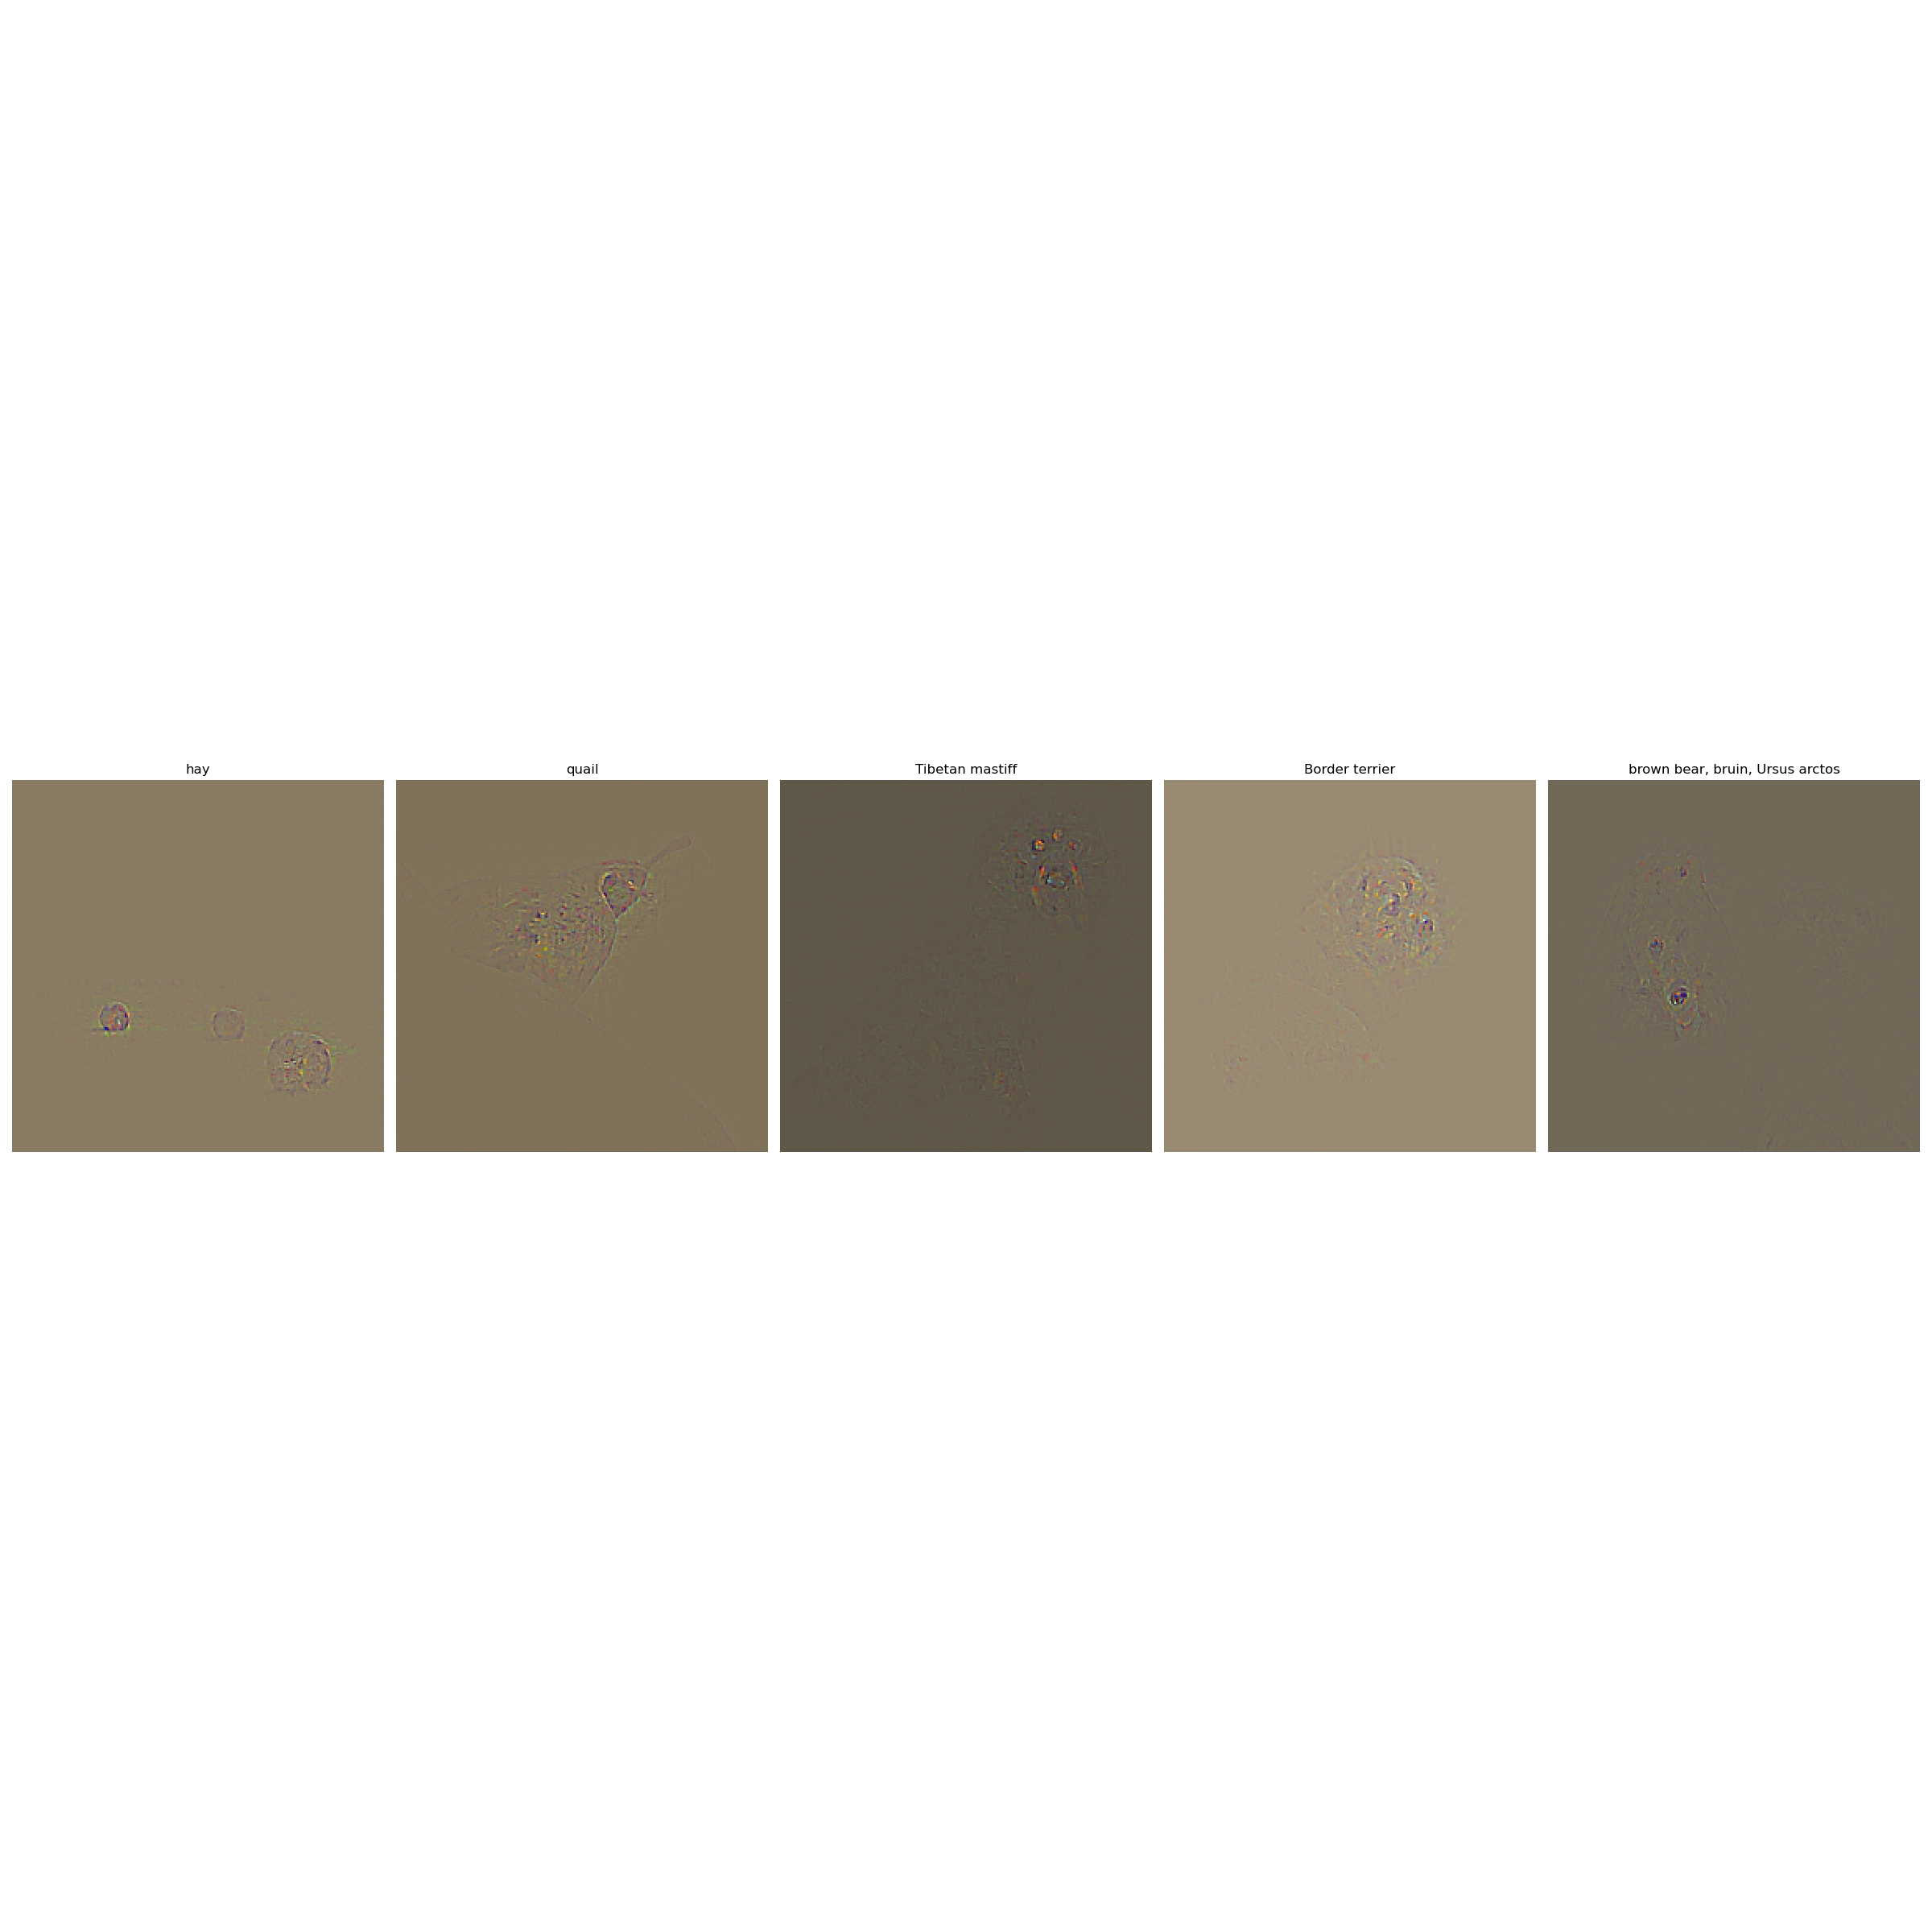 hay
quail
Tibetan mastiff
Border terrier
brown bear, bruin, Ursus arctos